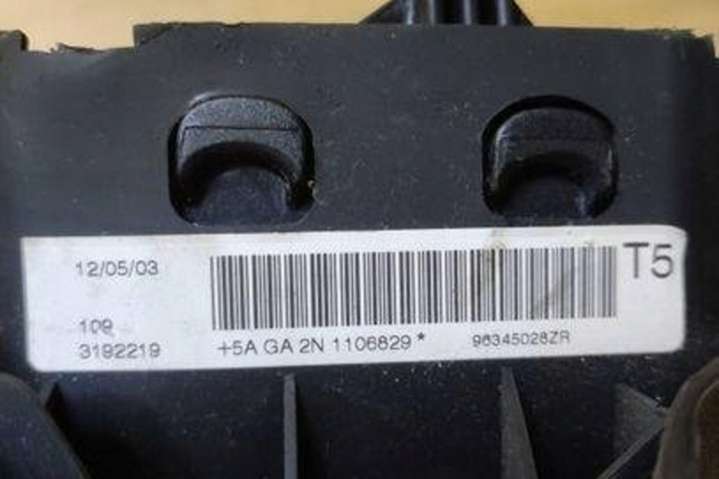 12/05/03
T5
109
3192219
+5A GA 2N 1106829 *
96345028ZR